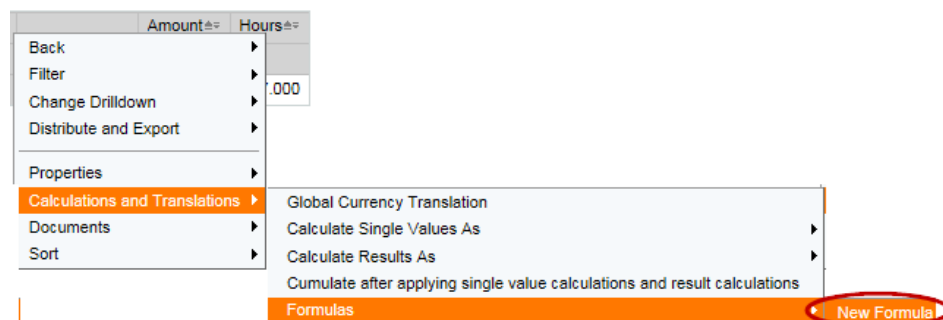 Amount Hours
Back
Filter
.000
Change Drilldown
Distribute and Export
Properties
Calculations and Translations
Global Currency Translation
Documents
Calculate Single Values As
Sort
Calculate Results As
Cumulate after applying single value calculations and result calculations
Formulas
New Formula